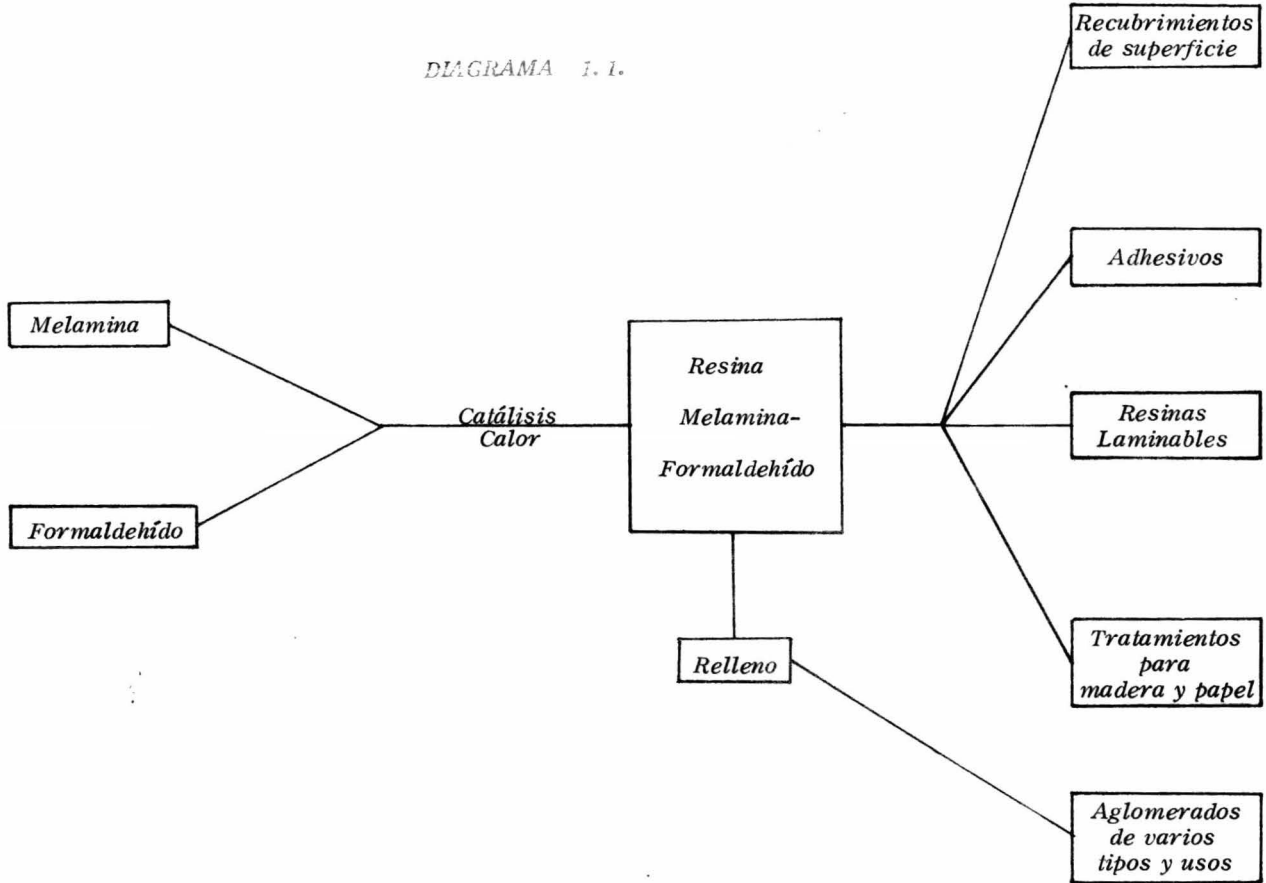 DIAGRAMA 1.1.
Recubrimientos
de superficie
Adhesivos
Melamina
Formaldehído
Catálisis
Calor
Resina
Melamina-
Formaldehído
Resinas
Laminables
Relleno
Tratamientos
para
madera y papel
Aglomerados
de varios
tipos y usos